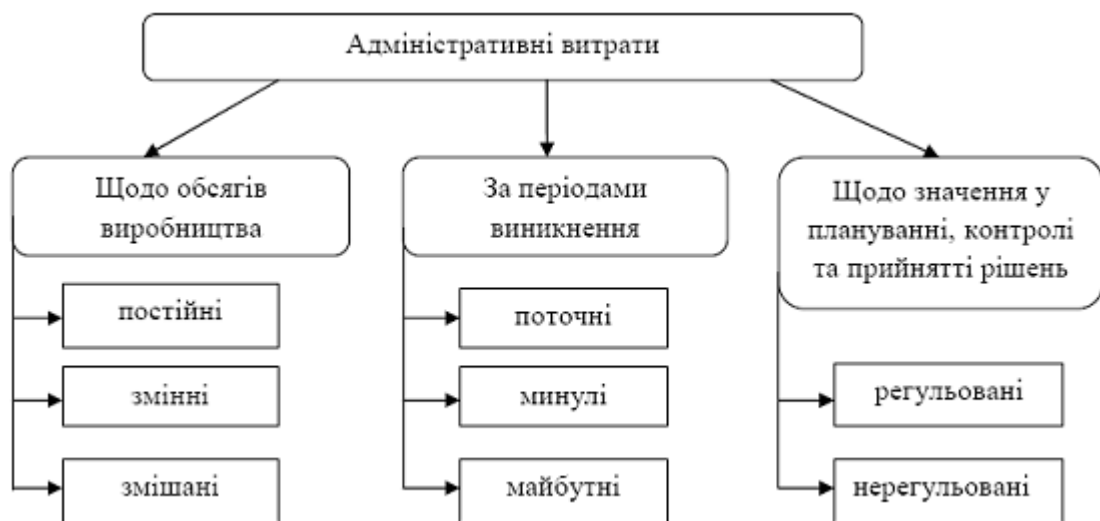 Адміністративні витрати
Щодо обсягів
виробництва
постійні
змінні
змішані
За періодами
виникнення
поточні
минулі
майбутні
Щодо значення у
плануванні, контролі
та прийнятті рішень
регульовані
нерегульовані